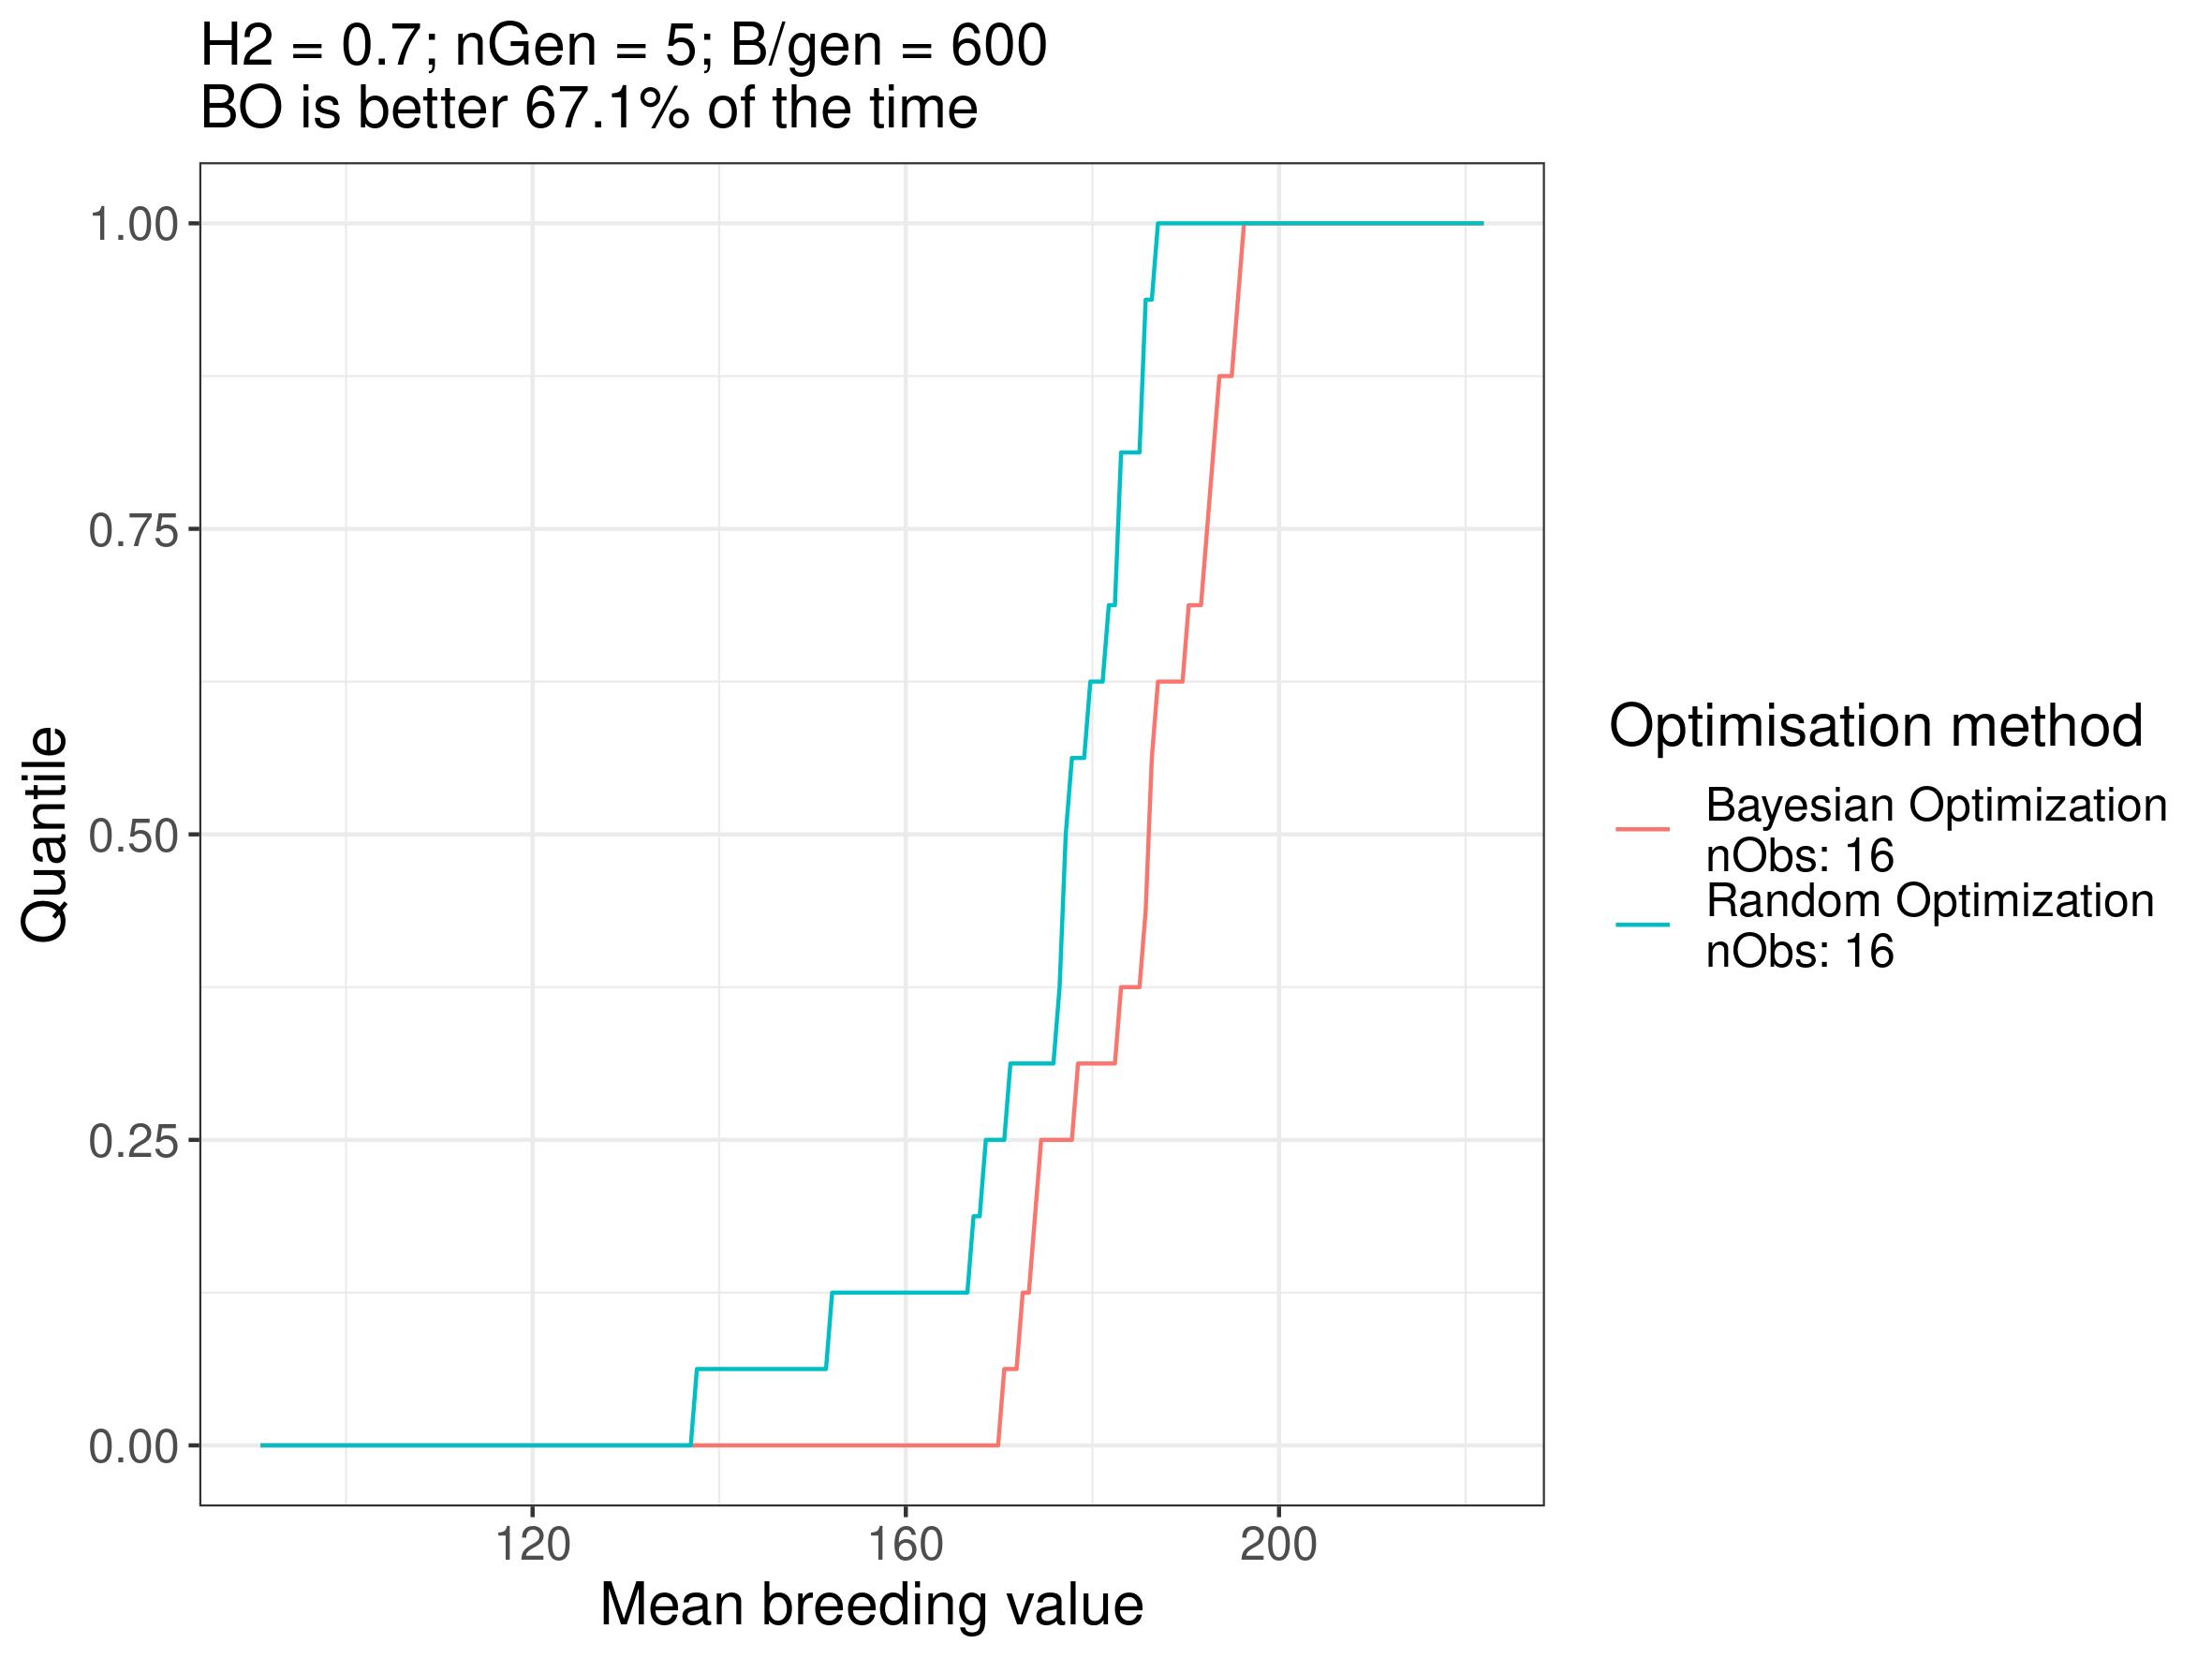 H2 = 0.7; nGen = 5; B/gen = 600
BO is better 67.1% of the time
1.00
0.75
0.50
0.25
0.00
Quantile
120
160
200
Mean breeding value
Optimisation method
Bayesian Optimization
nObs: 16
Random Optimization
nObs: 16